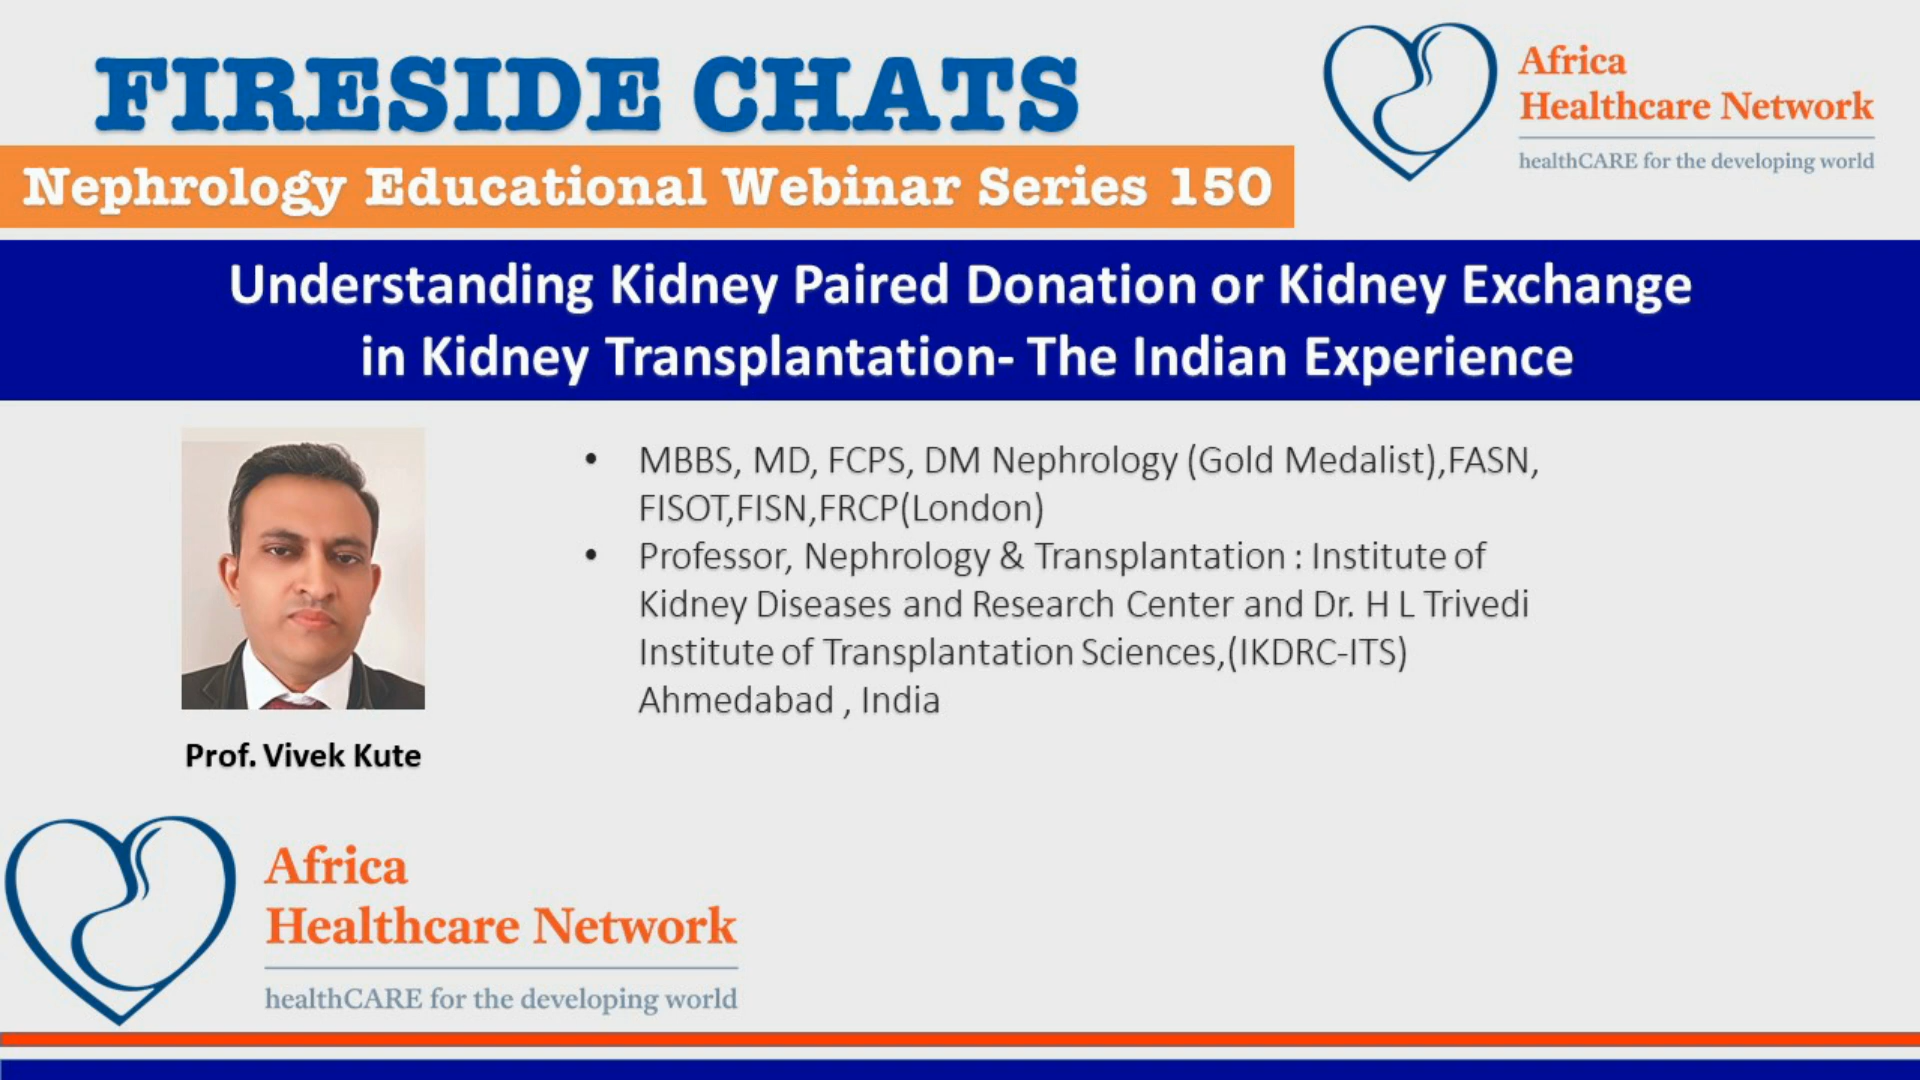 FIRESIDE CHATS
Nephrology Educational Webinar Series 150
Africa
Healthcare Network
healthCARE for the developing world
Understanding Kidney Paired Donation or Kidney Exchange
in Kidney Transplantation- The Indian Experience
• MBBS, MD, FCPS, DM Nephrology (Gold Medalist),FASN,
FISOT,FISN,FRCP(London)
• Professor, Nephrology & Transplantation : Institute of
Kidney Diseases and Research Center and Dr. H L Trivedi
Institute of Transplantation Sciences,(IKDRC-ITS)
Ahmedabad , India
Prof. Vivek Kute
Africa
Healthcare Network
healthCARE for the developing world